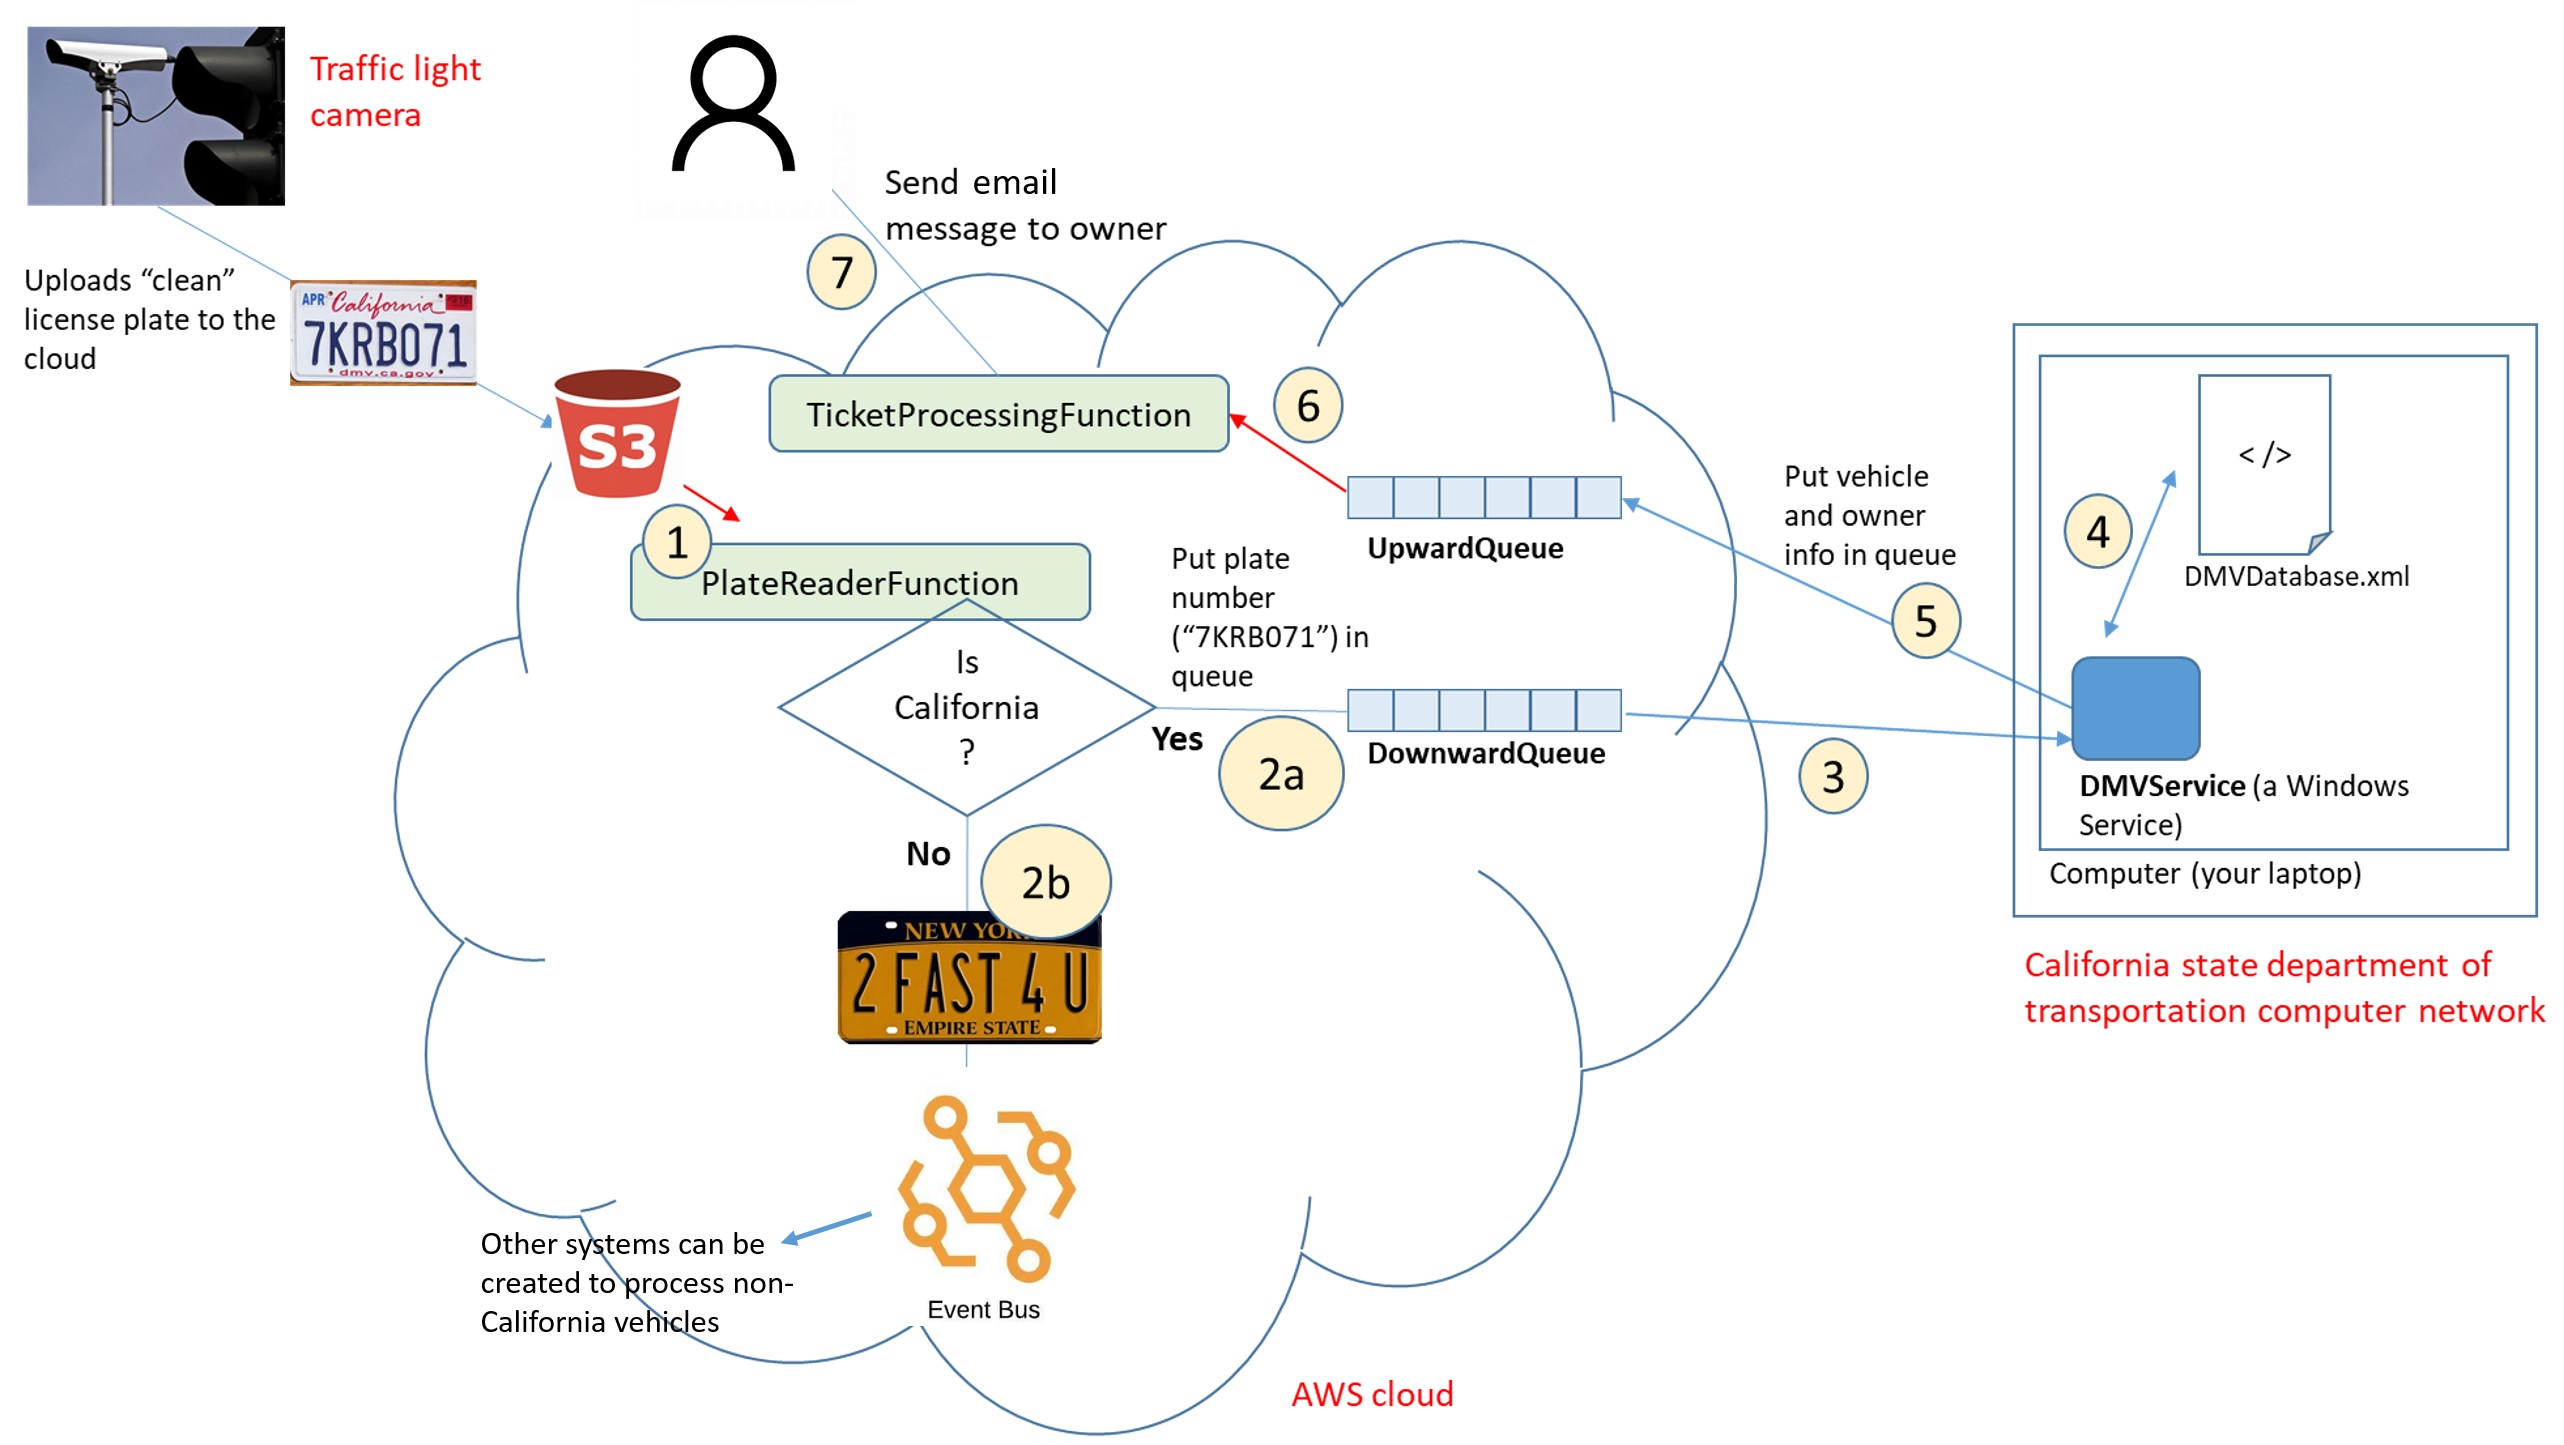 Traffic light
camera
Send email
message to owner
7
Uploads “clean”
license plate to the
cloud
APR California
7KRB071
dmv.ca.gov
S3
TicketProcessingFunction
6
1
PlateReaderFunction
UpwardQueue
Put vehicle
and owner
info in queue
5
4
< />
DMVDatabase.xml
Put plate
number
(“7KRB071”) in
queue
Is
California
?
Yes
2a
DownwardQueue
3
DMVService (a Windows
Service)
Computer (your laptop)
California state department of
transportation computer network
No
2b
NEW
2 FAST 4 U
EMPIRE STATE
Event Bus
Other systems can be
created to process non-
California vehicles
AWS cloud